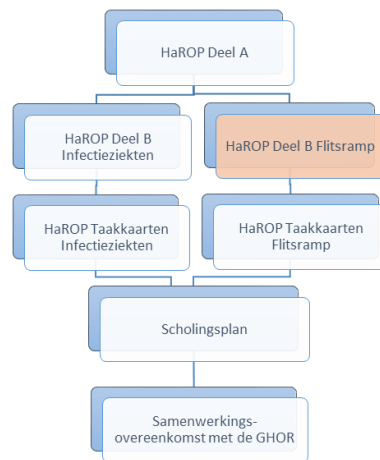 HaROP Deel A
HaROP Deel B
Infectieziekten
HaROP Deel B Flitsramp
HaROP Taakkaarten
Infectieziekten
HaROP Taakkaarten
Flitsramp
Scholingsplan
Samenwerkings-
overeenkomst met de GHOR